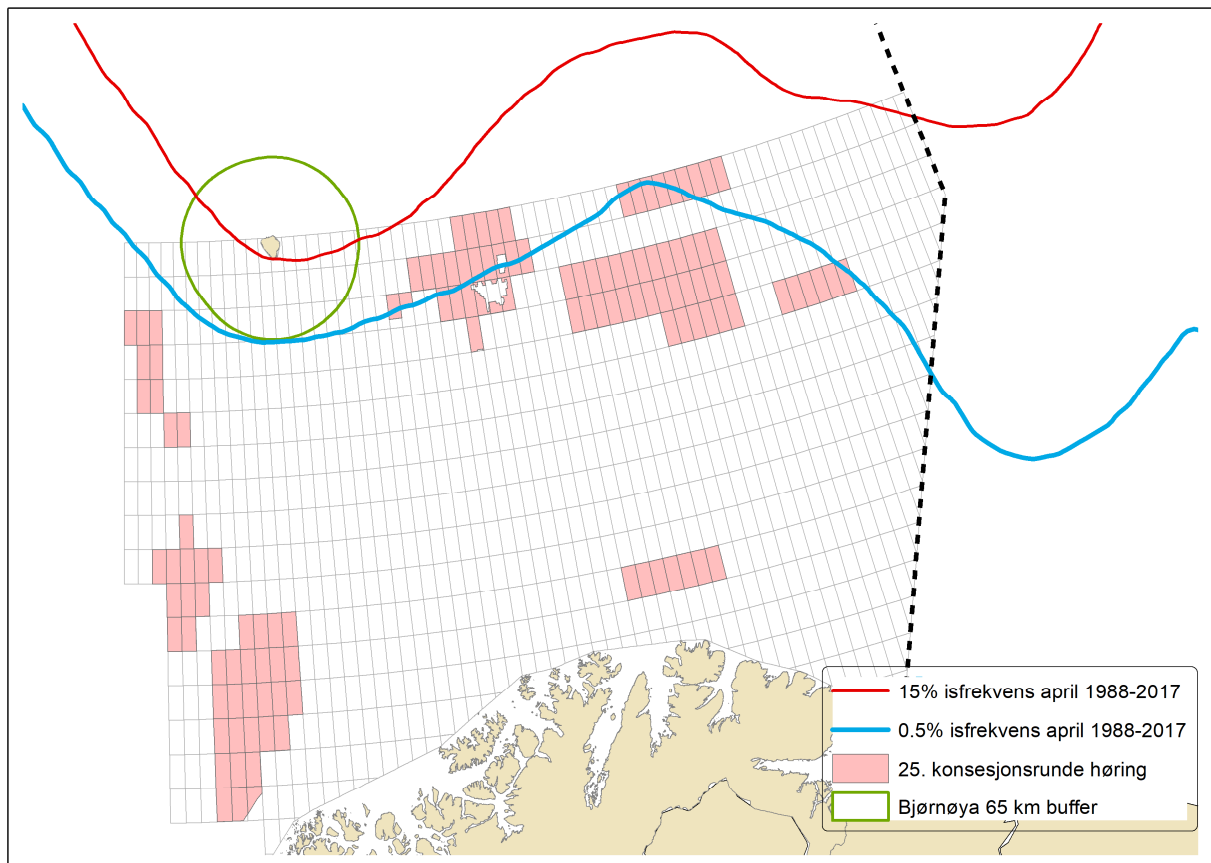 15% isfrekvens april 1988-2017
0.5% isfrekvens april 1988-2017
25. konsesjonsrunde høring
Bjørnøya 65 km buffer